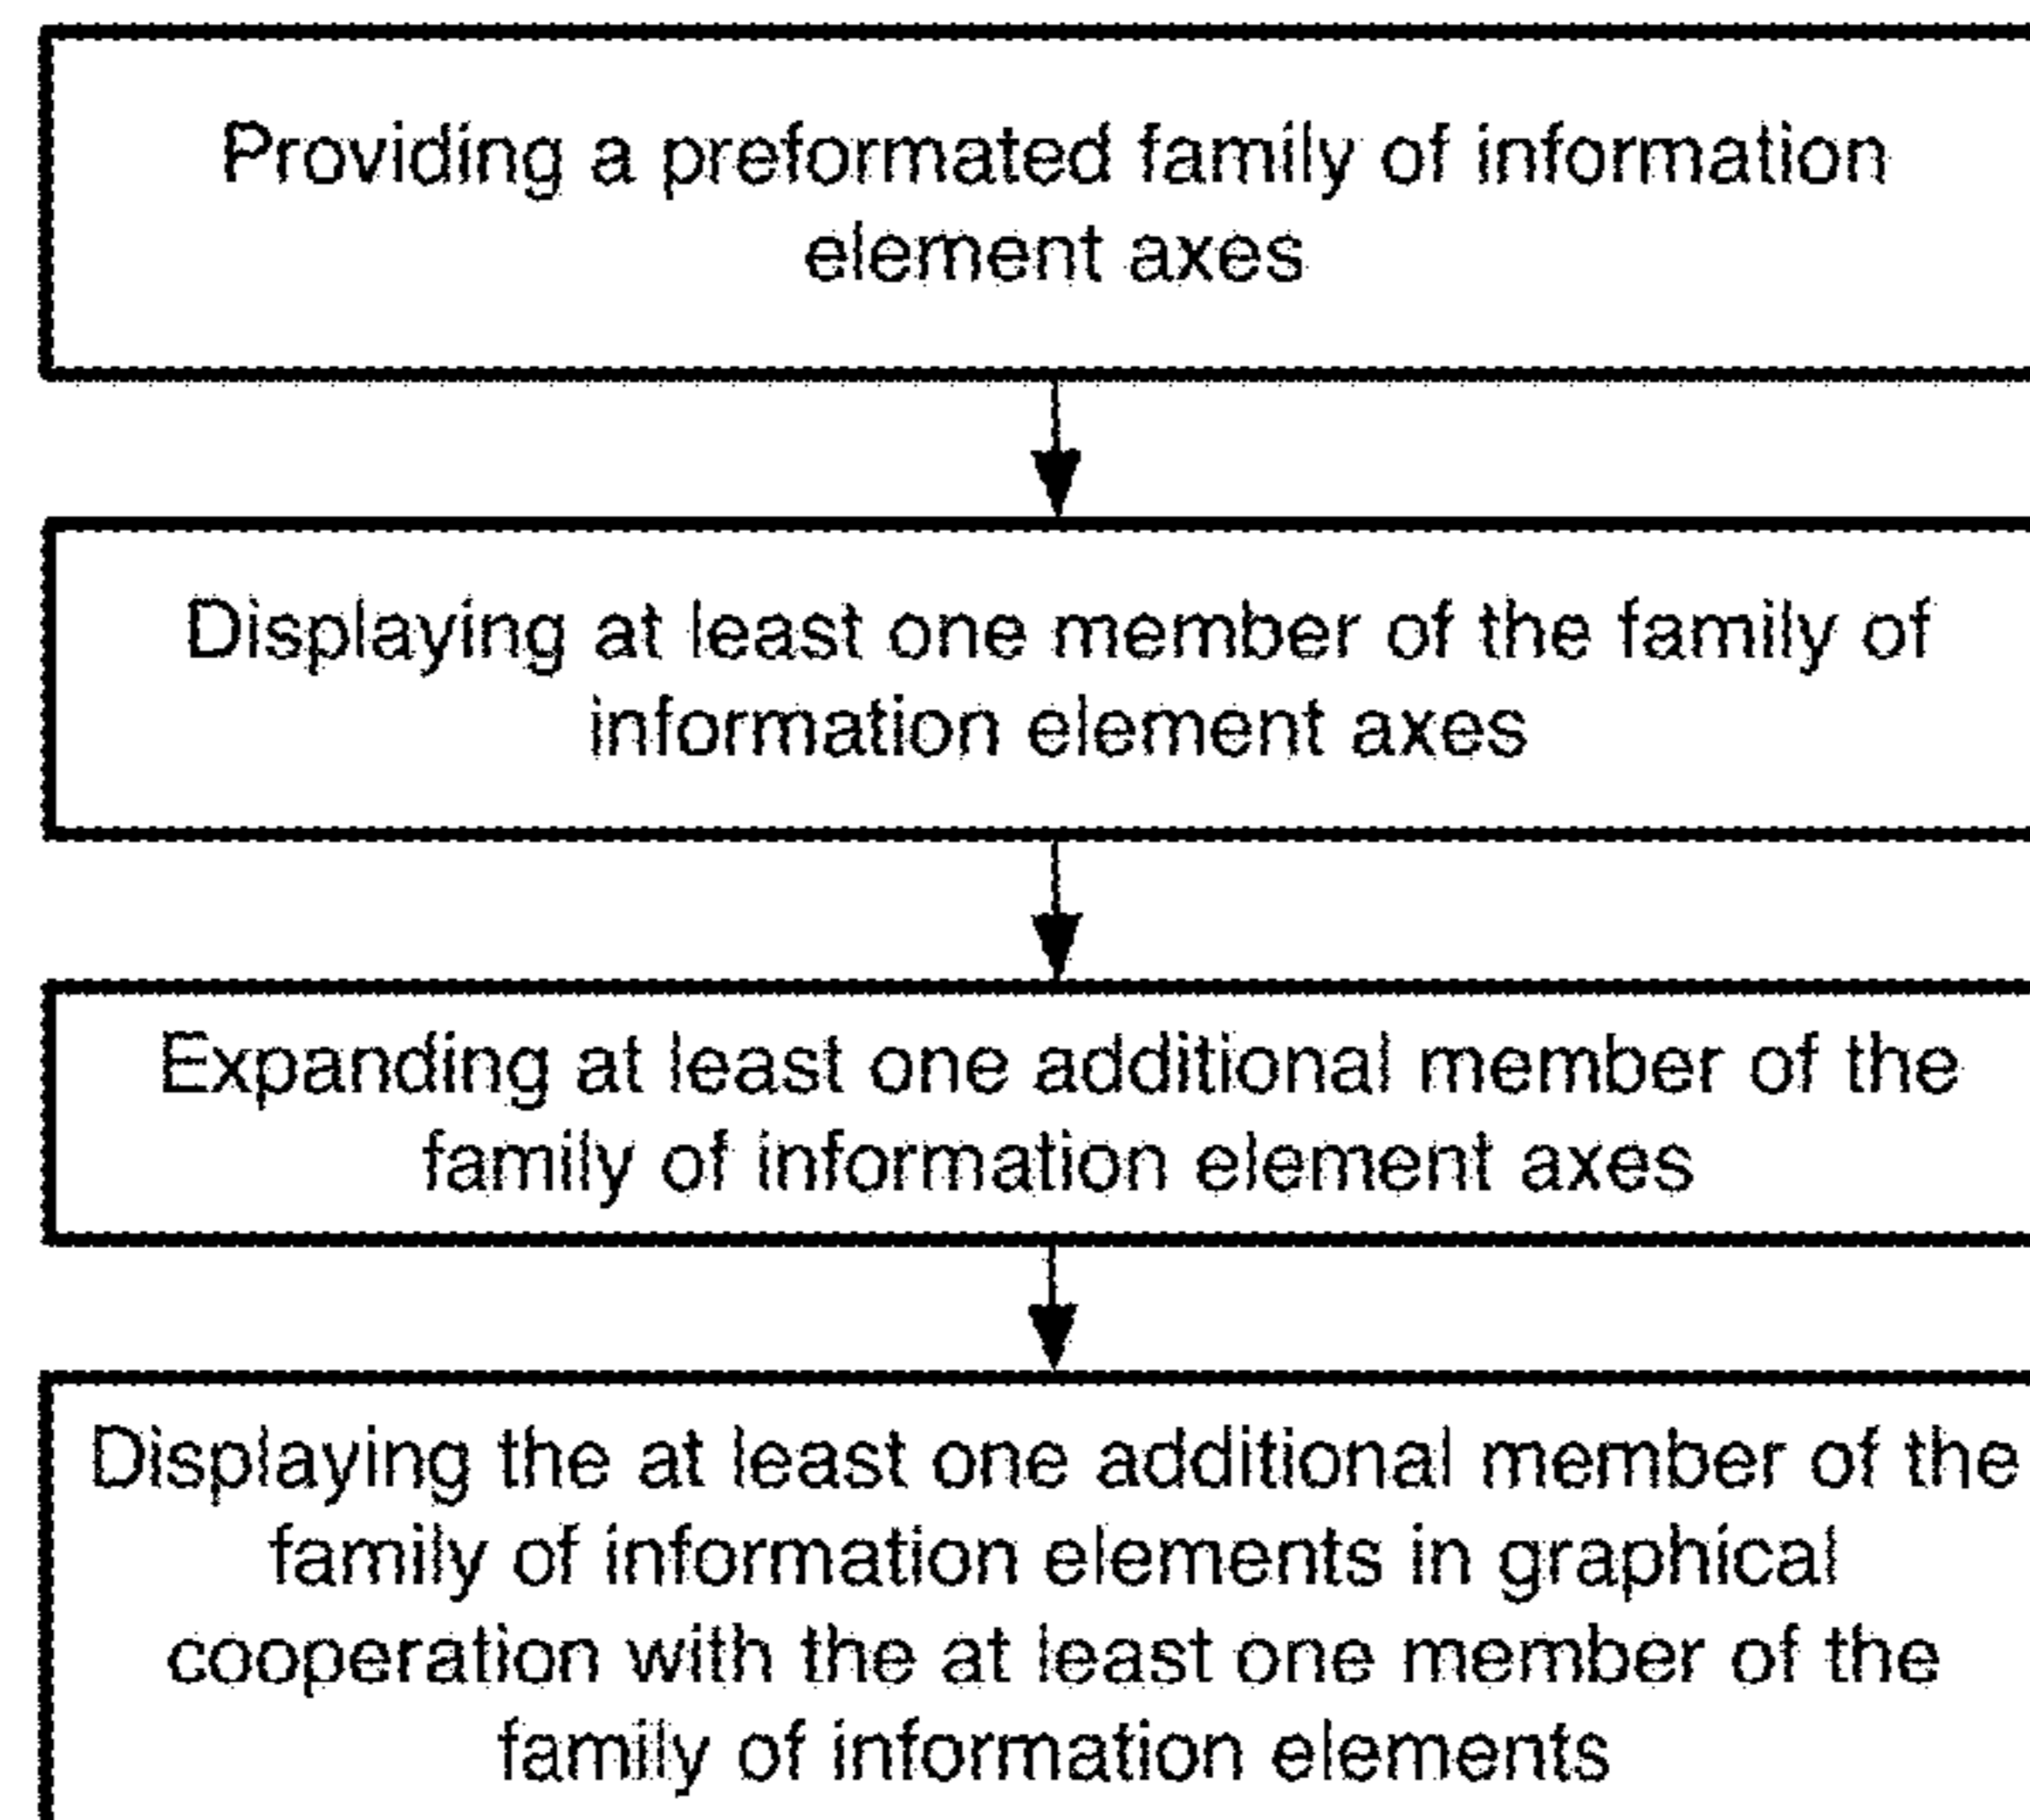 Providing a preformated family of information
element axes
Displaying at least one member of the family of
information element axes
Expanding at least one additional member of the
family of information element axes
Displaying the at least one additional member of the
family of information elements in graphical
cooperation with the at least one member of the
family of information elements